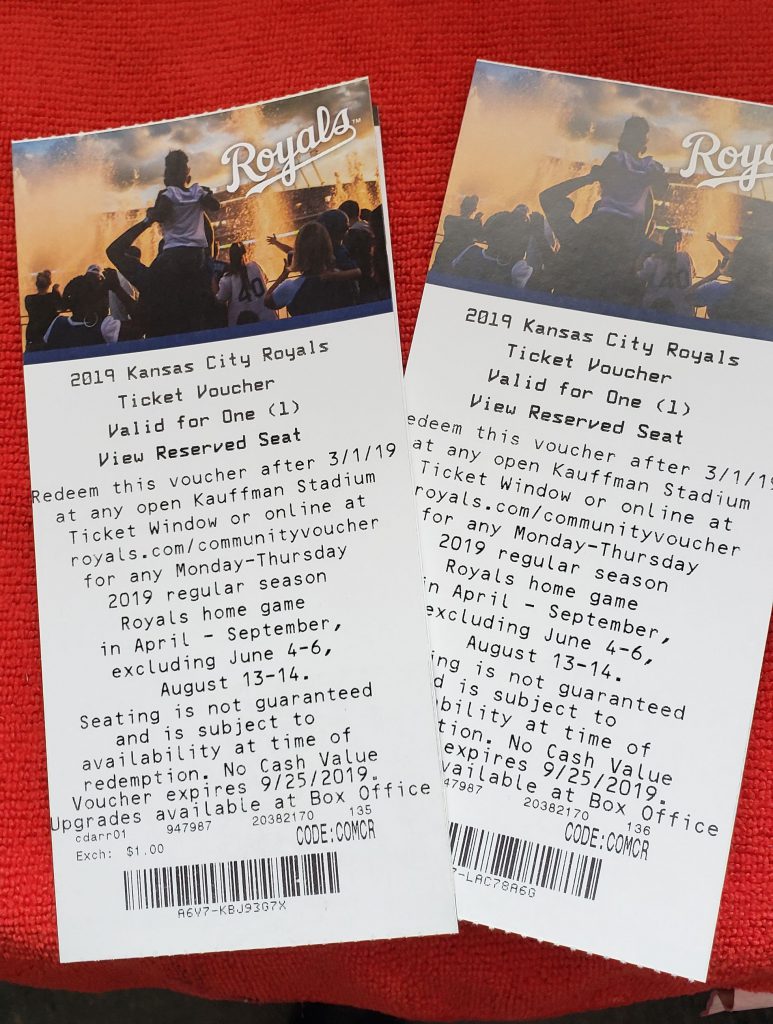 Royals™
2019 Kansas City Royals
Ticket Voucher
Valid for One (1)
View Reserved Seat
Redeem this voucher after 3/1/19
at any open Kauffman Stadium
Ticket Window or online at
royals.com/communityvoucher
for any Monday-Thursday
2019 regular season
Royals home game
in April - September,
excluding June 4-6,
August 13-14.
Seating is not guaranteed
and is subject to
availability at time of
redemption. No Cash Value
Voucher expires 9/25/2019.
Upgrades available at Box Office
cdarr01 947987 20382170 135
Exch: $1.00 CODE:COMCR
A6Y7-KBJ93G7X
40
Roya
2019 Kansas City Royals
Ticket Voucher
Valid for One (1)
View Reserved Seat
edeem this voucher after 3/1/19
at any open Kauffman Stadium
Ticket Window or online at
royals.com/communityvoucher
for any Monday-Thursday
2019 regular season
Royals home game
in April - September,
excluding June 4-6,
August 13-14.
ing is not guaranteed
d is subject to
bility at time of
tion. No Cash Value
expires 9/25/2019.
vailable at Box Office
47987 20382170 136
CODE:COMCR
7-LAC78A6G